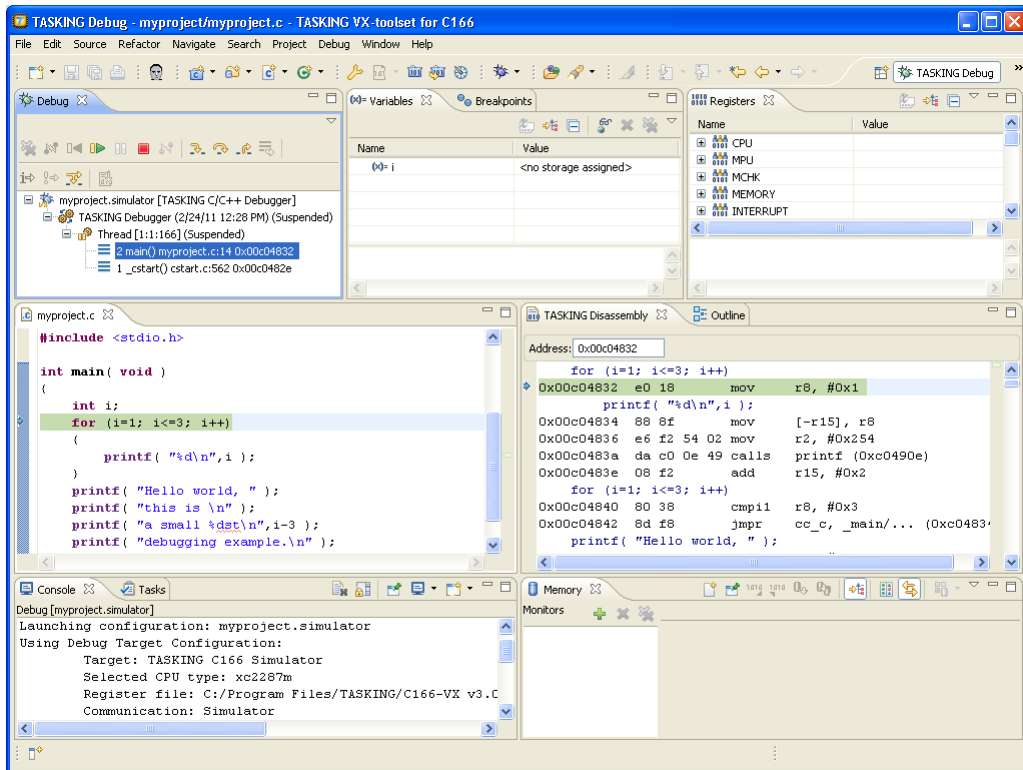 TASKING Debug - myproject/myproject.c - TASKING VX-toolset for C166
File Edit Source Refactor Navigate Search Project Debug Window Help
TASKING Debug
Debug
(x)= Variables
Breakpoints
Registers
Name Value
(x)= i <no storage assigned>
Name Value
CPU
MPU
MCHK
MEMORY
INTERRUPT
myproject.simulator [TASKING C/C++ Debugger]
TASKING Debugger (2/24/11 12:28 PM) (Suspended)
Thread [1:1:166] (Suspended)
2 main() myproject.c:14 0x00c04832
1 _cstart() cstart.c:562 0x00c0482e
myproject.c
#include <stdio.h>
int main( void )
{
int i;
for (i=1; i<=3; i++)
{
printf( "%d\n",i );
}
printf( "Hello world, " );
printf( "this is \n" );
printf( "a small %dst\n",i-3 );
printf( "debugging example.\n" );
TASKING Disassembly
Outline
Address: 0x00c04832
for (i=1; i<=3; i++)
0x00c04832 e0 18 mov r8, #0x1
printf( "%d\n",i );
0x00c04834 88 8f mov [-r15], r8
0x00c04836 e6 f2 54 02 mov r2, #0x254
0x00c0483a da c0 0e 49 calls printf (0xc0490e)
0x00c0483e 08 f2 add r15, #0x2
for (i=1; i<=3; i++)
0x00c04840 80 38 cmpi1 r8, #0x3
0x00c04842 8d f8 jmpr cc_c, _main/... (0xc0483
printf( "Hello world, " );
Console
Tasks
Debug [myproject.simulator]
Launching configuration: myproject.simulator
Using Debug Target Configuration:
Target: TASKING C166 Simulator
Selected CPU type: xc2287m
Register file: C:/Program Files/TASKING/C166-VX v3.0
Communication: Simulator
Memory
Monitors